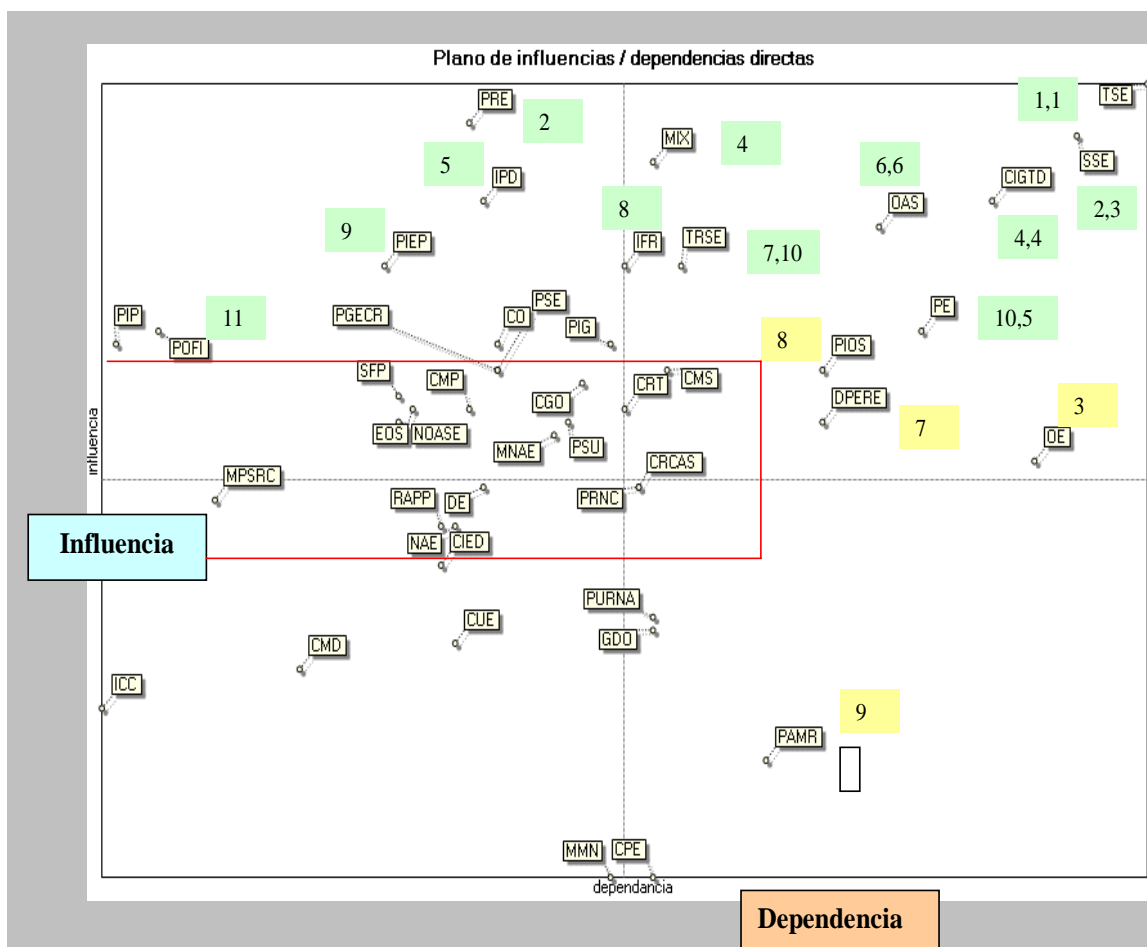 Plano de influencias / dependencias directas
TSE
1,1
PRE
2
MIX
4
SSE
5
IPD
6,6
CIGTD
2,3
OAS
4,4
9
PIEP
8
IFR
TRSE
7,10
PIP
POFI
11
PGECR
CO
PSE
PIG
PE
10,5
8
PIOS
SFP
CMP
CGO
CRT
CMS
DPERE
7
3
OE
EOS
NOASE
MNAE
PSU
influencia
MPSRC
CRCAS
RAPP
DE
PRNC
Influencia
NAE
CIED
PURNA
CUE
GDO
CMD
ICC
9
PAMR
MMN
CPE
dependancia
Dependencia